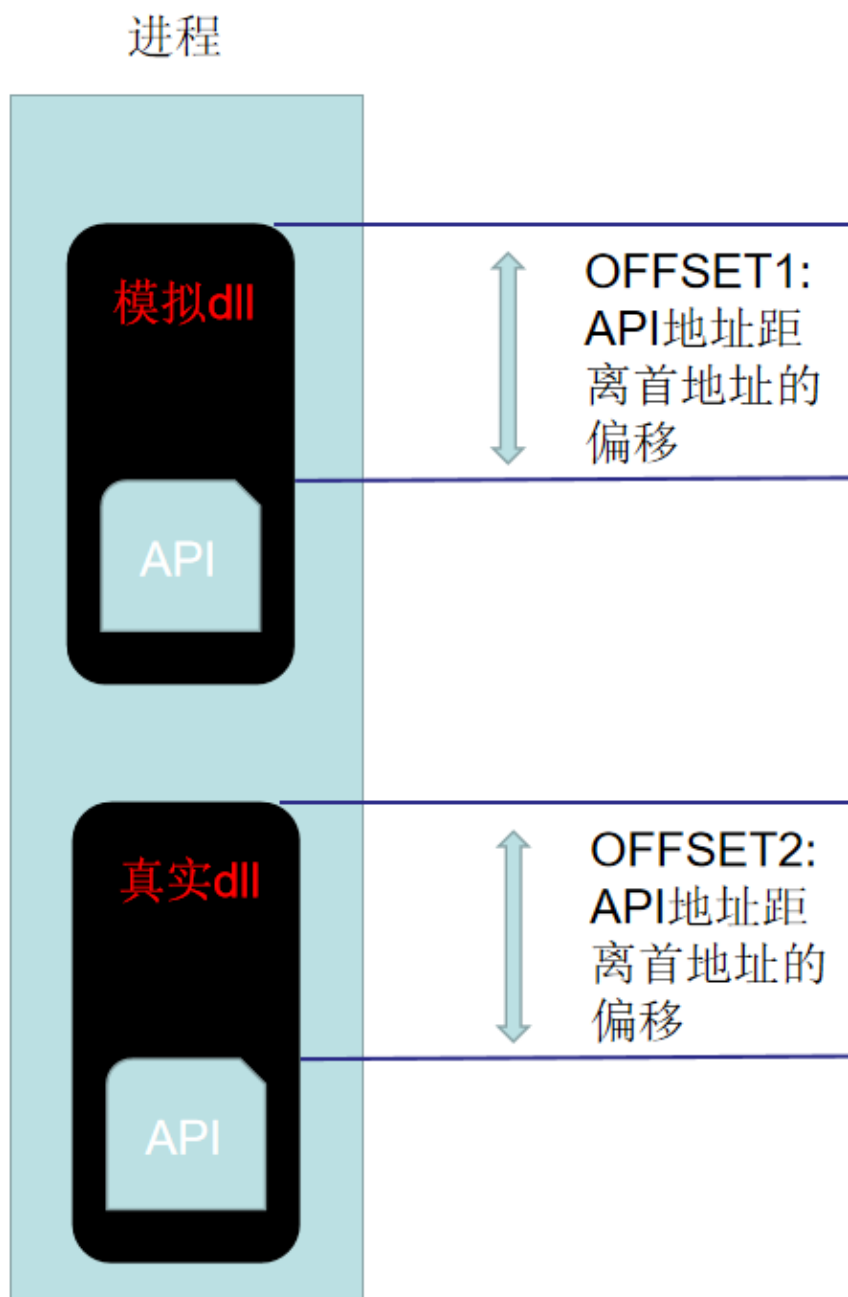 进程
模拟dll
OFFSET1:
API地址距
离首地址的
偏移
API
真实dll
OFFSET2:
API地址距
离首地址的
偏移
API